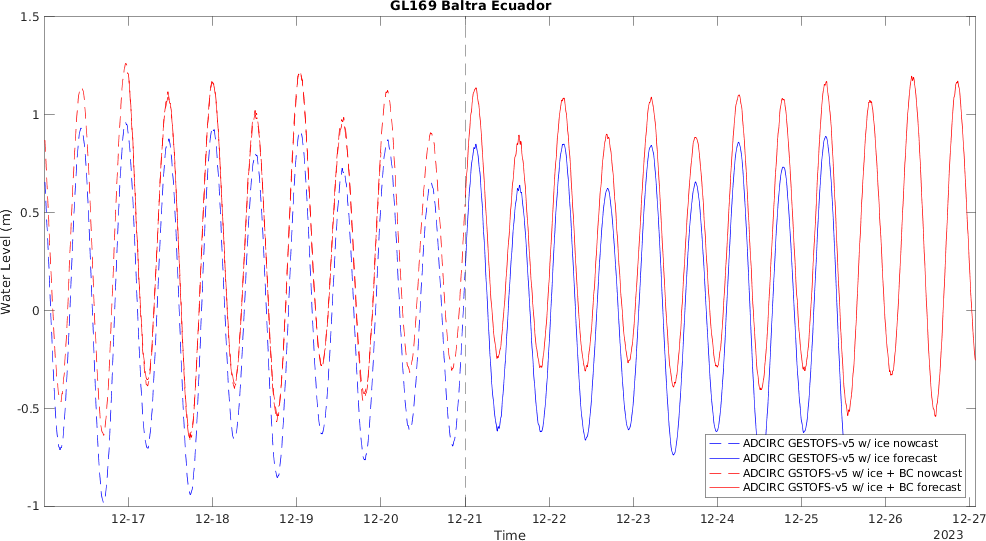 GL169 Baltra Ecuador
1.5
1
0.5
0
-0.5
-1
Water Level (m)
12-17
12-18
12-19
12-20
12-21
12-22
12-23
12-24
12-25
12-26
12-27
Time
2023
ADCIRC GESTOFS-v5 w/ ice nowcast
ADCIRC GESTOFS-v5 w/ ice forecast
ADCIRC GSTOFS-v5 w/ ice + BC nowcast
ADCIRC GSTOFS-v5 w/ ice + BC forecast